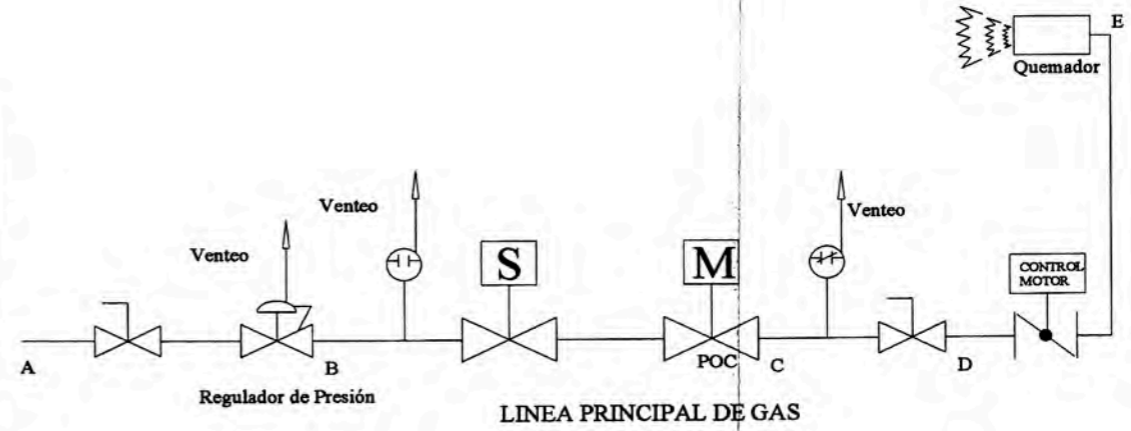 E
Quemador
Venteo
Venteo
Venteo
S
M
CONTROL
MOTOR
A
B
POC
C
D
Regulador de Presión
LINEA PRINCIPAL DE GAS